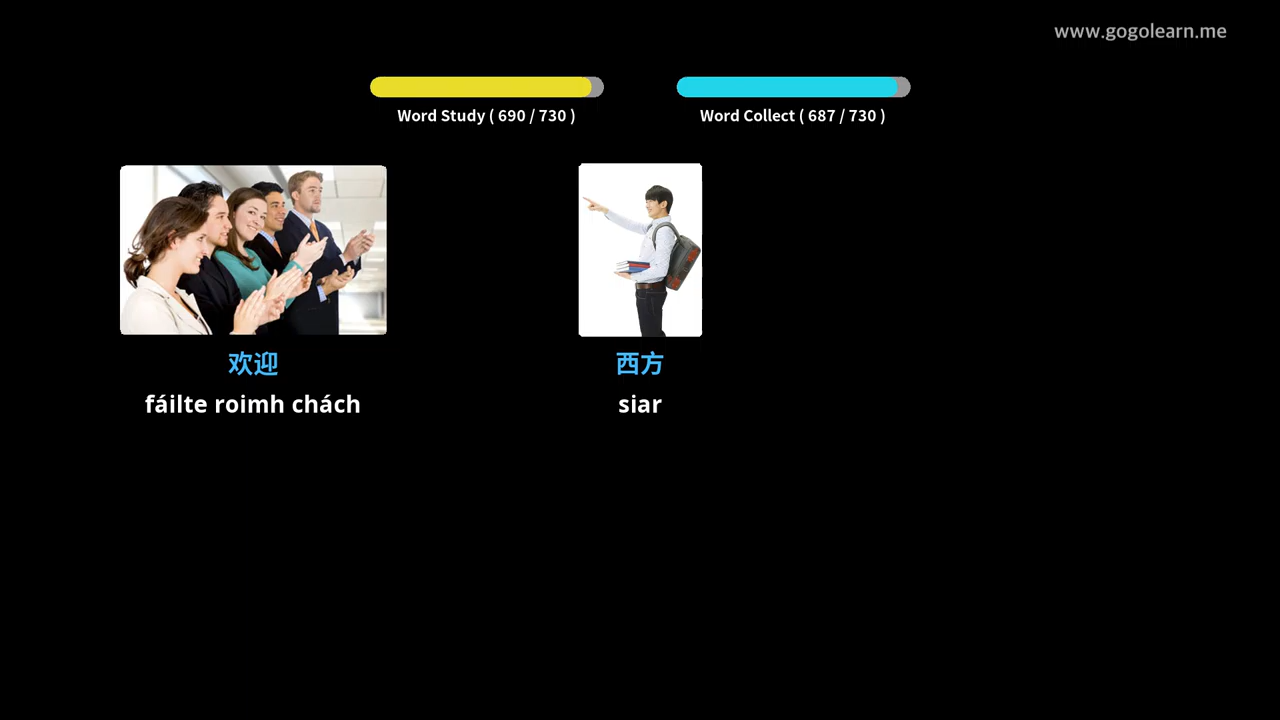 www.gogolearn.me
Word Study ( 690 / 730 )
Word Collect ( 687 / 730 )
欢迎
fáilte roimh chách
西方
siar